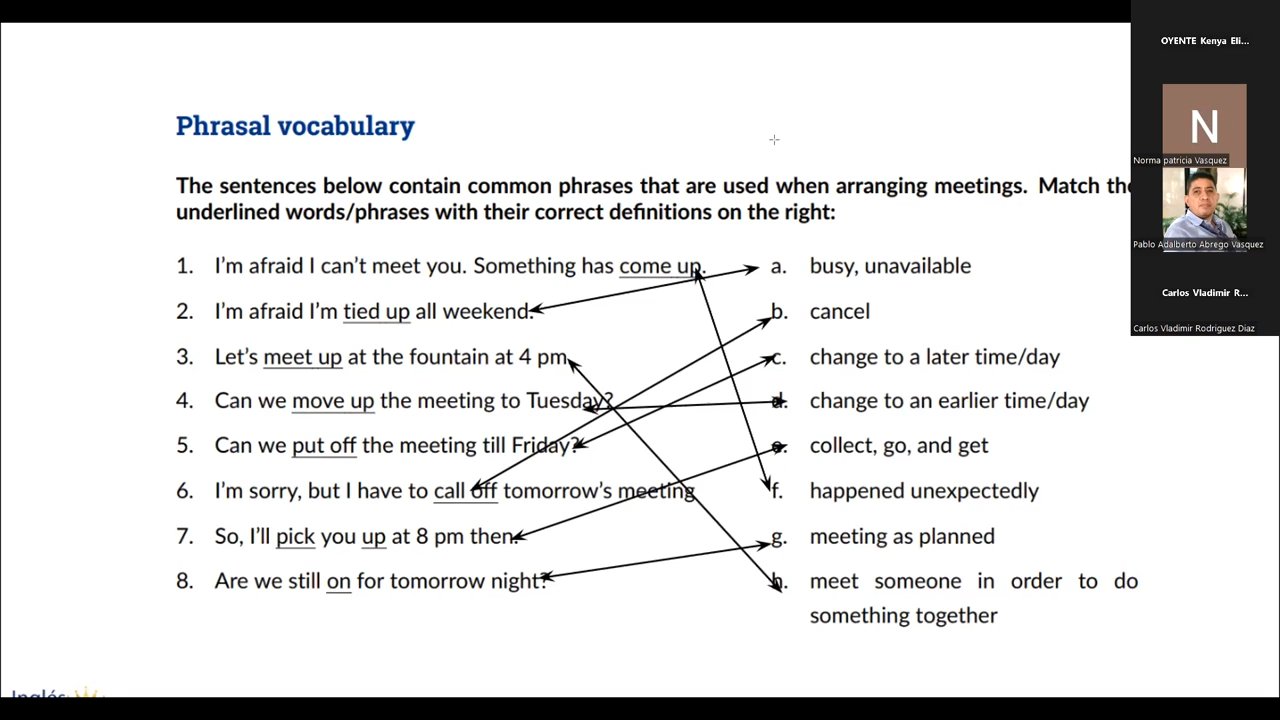 OYENTE Kenya Eli...
N
Norma patricia Vasquez
Pablo Adalberto Abrego Vasquez
Carlos Vladimir R...
Carlos Vladimir Rodriguez Diaz
Phrasal vocabulary
The sentences below contain common phrases that are used when arranging meetings. Match the
underlined words/phrases with their correct definitions on the right:
1. I'm afraid I can't meet you. Something has come up.
a. busy, unavailable
2. I'm afraid I'm tied up all weekend.
b. cancel
3. Let's meet up at the fountain at 4 pm.
c. change to a later time/day
4. Can we move up the meeting to Tuesday?
d. change to an earlier time/day
5. Can we put off the meeting till Friday?
e. collect, go, and get
6. I'm sorry, but I have to call off tomorrow's meeting
f. happened unexpectedly
7. So, I'll pick you up at 8 pm then.
g. meeting as planned
8. Are we still on for tomorrow night?
h. meet someone in order to do
something together
Inglés